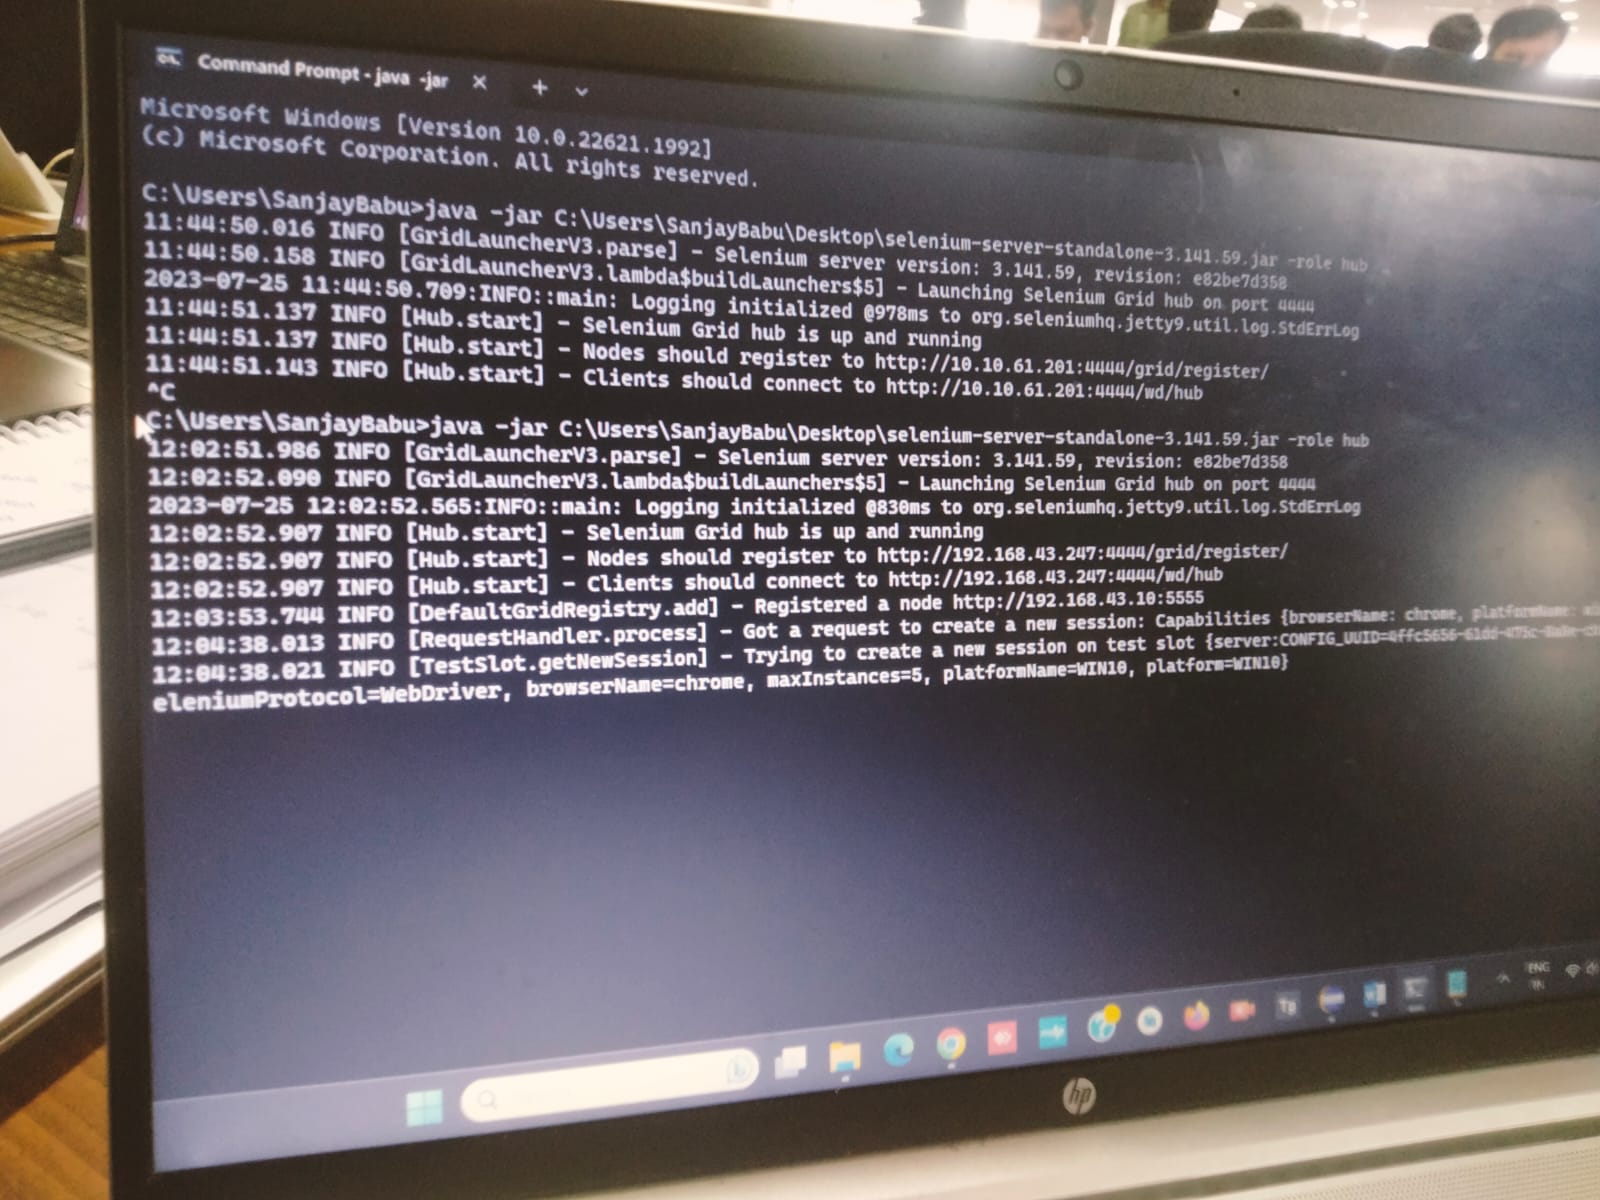 Command Prompt - java -jar
Microsoft Windows [Version 10.0.22621.1992]
(c) Microsoft Corporation. All rights reserved.
C:\Users\SanjayBabu>java -jar C:\Users\SanjayBabu\Desktop\selenium-server-standalone-3.141.59.jar -role hub
11:44:50.016 INFO [GridLauncherV3.parse] - Selenium server version: 3.141.59, revision: e82be7d358
11:44:50.158 INFO [GridLauncherV3.lambda$buildLaunchers$5] - Launching Selenium Grid hub on port 4444
2023-07-25 11:44:50.709:INFO::main: Logging initialized @978ms to org.seleniumhq.jetty9.util.log.StdErrLog
11:44:51.137 INFO [Hub.start] - Selenium Grid hub is up and running
11:44:51.137 INFO [Hub.start] - Nodes should register to http://10.10.61.201:4444/grid/register/
11:44:51.143 INFO [Hub.start] - Clients should connect to http://10.10.61.201:4444/wd/hub
^C
C:\Users\SanjayBabu>java -jar C:\Users\SanjayBabu\Desktop\selenium-server-standalone-3.141.59.jar -role hub
12:02:51.986 INFO [GridLauncherV3.parse] - Selenium server version: 3.141.59, revision: e82be7d358
12:02:52.090 INFO [GridLauncherV3.lambda$buildLaunchers$5] - Launching Selenium Grid hub on port 4444
2023-07-25 12:02:52.565:INFO::main: Logging initialized @830ms to org.seleniumhq.jetty9.util.log.StdErrLog
12:02:52.907 INFO [Hub.start] - Selenium Grid hub is up and running
12:02:52.907 INFO [Hub.start] - Nodes should register to http://192.168.43.247:4444/grid/register/
12:02:52.907 INFO [Hub.start] - Clients should connect to http://192.168.43.247:4444/wd/hub
12:03:53.744 INFO [DefaultGridRegistry.add] - Registered a node http://192.168.43.10:5555
12:04:38.013 INFO [RequestHandler.process] - Got a request to create a new session: Capabilities {browserName: chrome, platformName:
12:04:38.021 INFO [TestSlot.getNewSession] - Trying to create a new session on test slot
eleniumProtocol=WebDriver, browserName=chrome, maxInstances=5, platformName=WIN10, platform=WIN10}
ENG
IN
hp